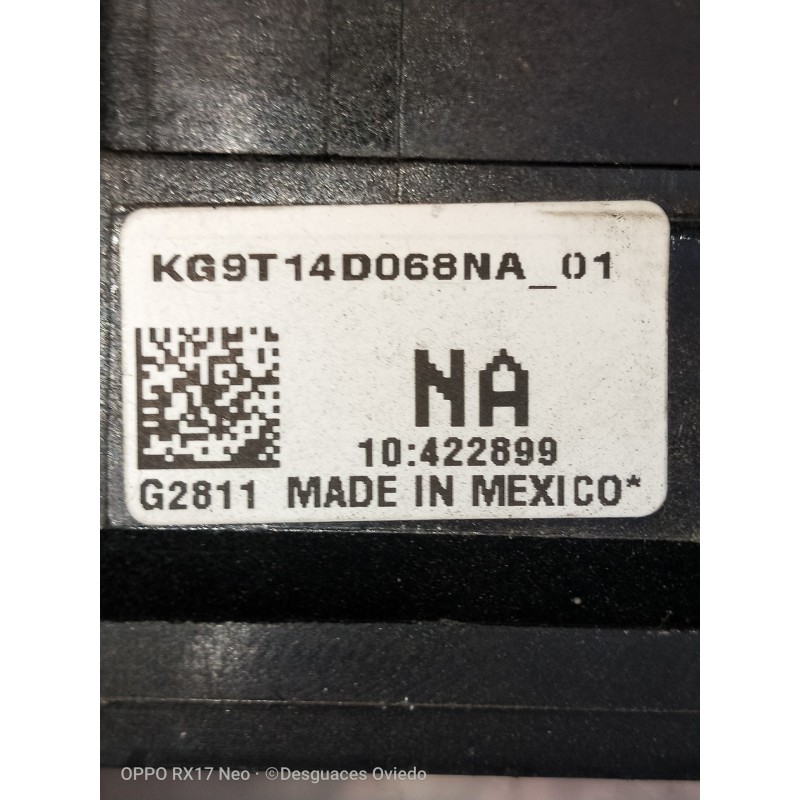 KG9T14D068NA_01
NA
10:422899
G2811 MADE IN MEXICO*
OPPO RX17 Neo · ©Desguaces Oviedo